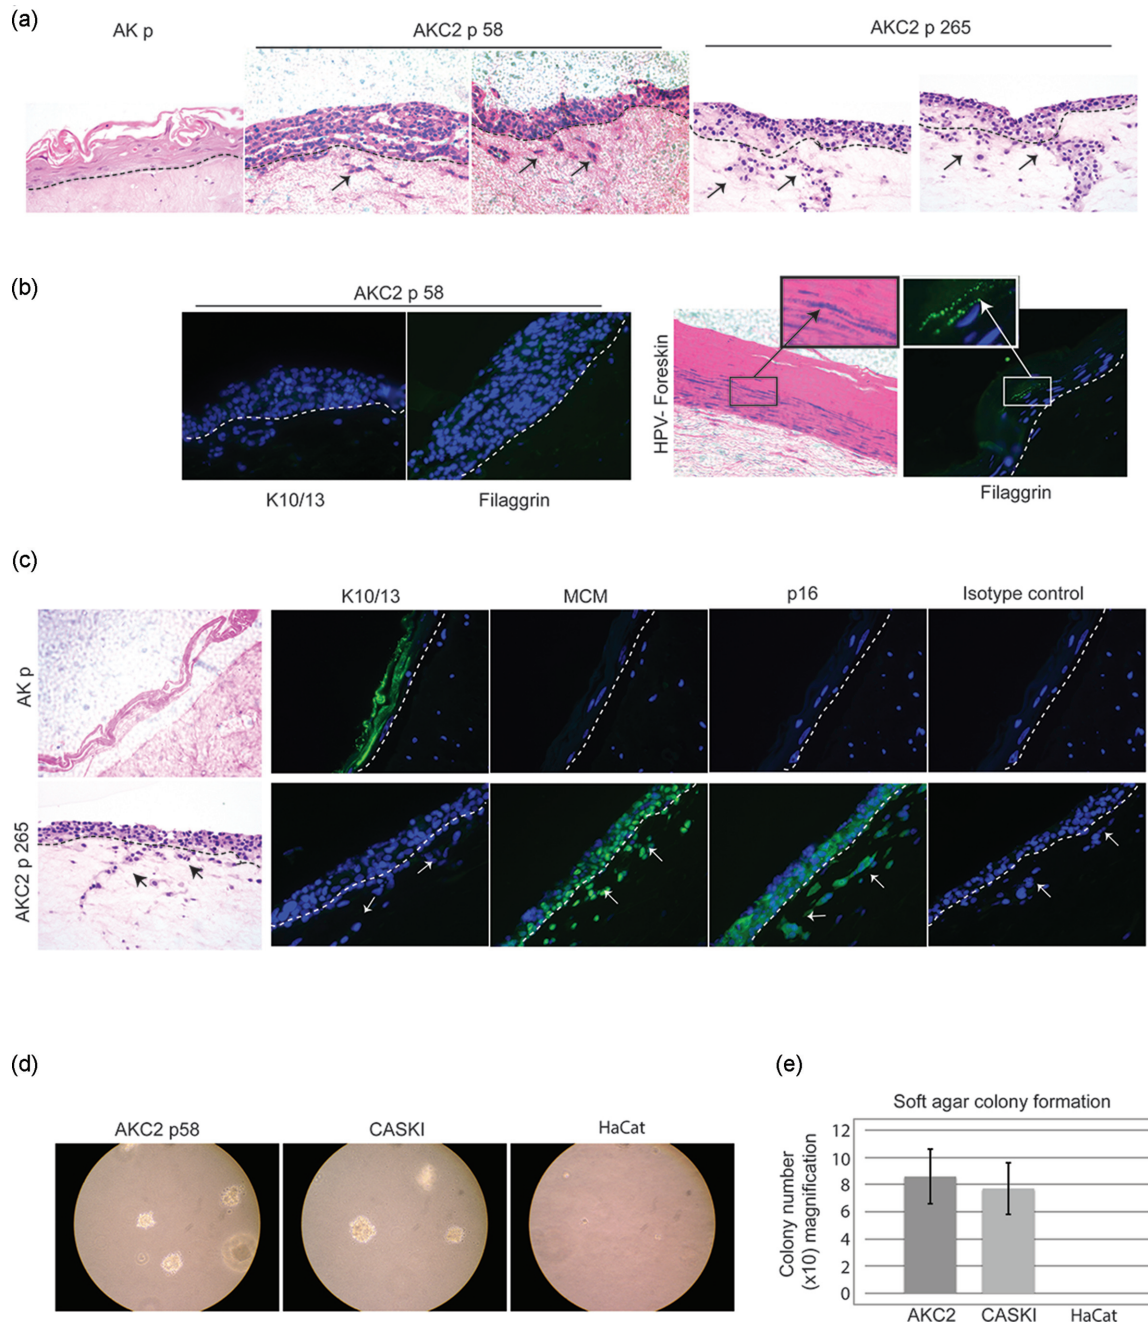 (a)
AK p
AKC2 p 58
AKC2 p 265
(b)
AKC2 p 58
HPV- Foreskin
K10/13
Filaggrin
Filaggrin
(c)
K10/13
MCM
p16
Isotype control
AK p
AKC2 p 265
(d)
AKC2 p58
CASKI
HaCat
(e)
Soft agar colony formation
Colony number
(x10) magnification
12
10
8
6
4
2
0
AKC2
CASKI
HaCat